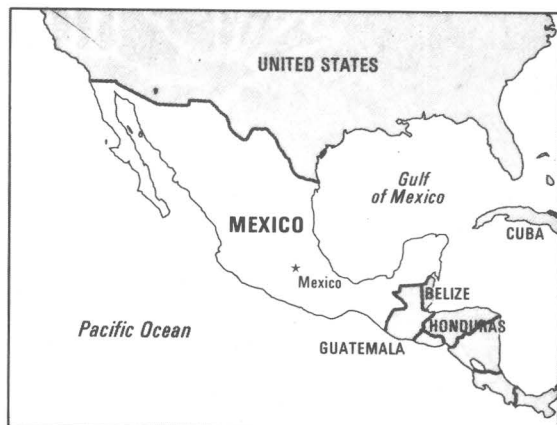 UNITED STATES
Gulf
of Mexico
MEXICO
CUBA
Mexico
BELIZE
Pacific Ocean
HONDURAS
GUATEMALA